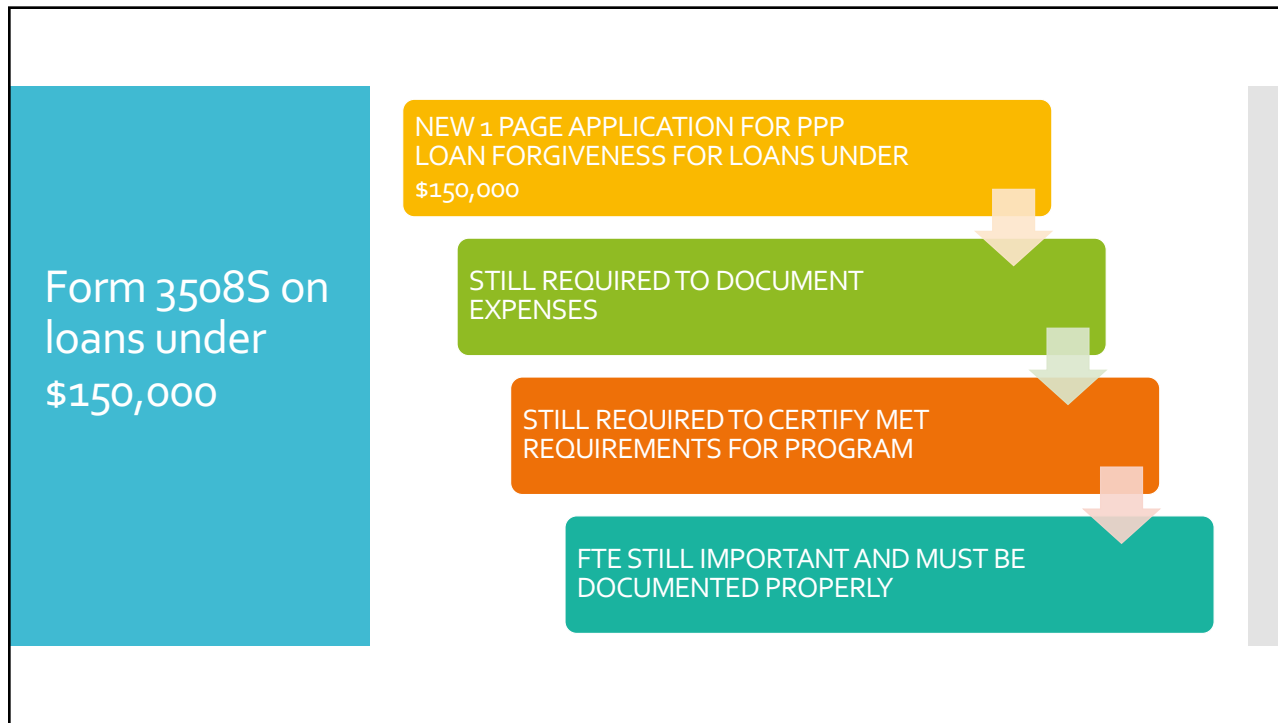 Form 3508S on
loans under
$150,000
NEW 1 PAGE APPLICATION FOR PPP
LOAN FORGIVENESS FOR LOANS UNDER
$150,000
STILL REQUIRED TO DOCUMENT
EXPENSES
STILL REQUIRED TO CERTIFY MET
REQUIREMENTS FOR PROGRAM
FTE STILL IMPORTANT AND MUST BE
DOCUMENTED PROPERLY